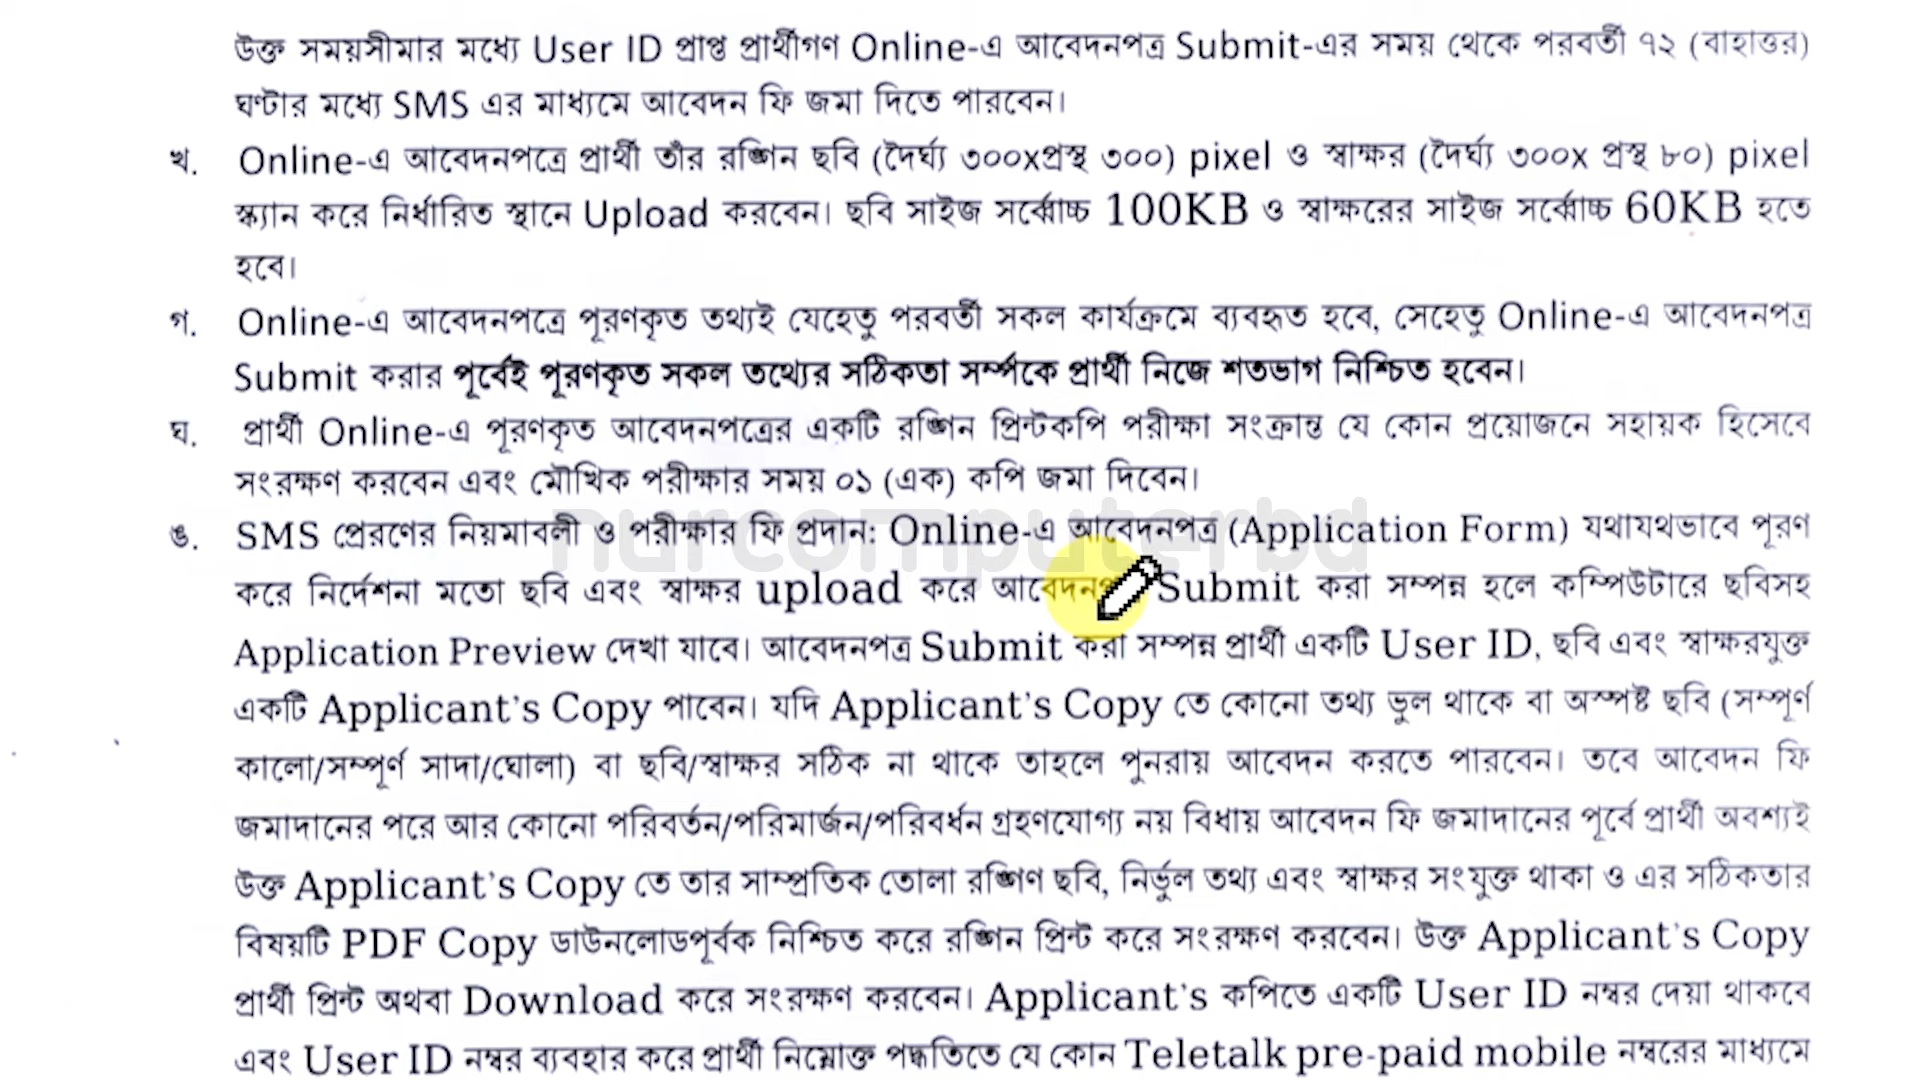 উক্ত সময়সীমার মধ্যে User ID প্রাপ্ত প্রার্থীগণ Online-এ আবেদনপত্র Submit-এর সময় থেকে পরবর্তী ৭২ (বাহাত্তর)
ঘণ্টার মধ্যে SMS এর মাধ্যমে আবেদন ফি জমা দিতে পারবেন।
খ. Online-এ আবেদনপত্রে প্রার্থী তাঁর রঙ্গিন ছবি (দৈর্ঘ্য ৩০০xপ্রস্থ ৩০০) pixel ও স্বাক্ষর (দৈর্ঘ্য ৩০০x প্রস্থ ৮০) pixel
স্ক্যান করে নির্ধারিত স্থানে Upload করবেন। ছবি সাইজ সর্ব্বোচ্চ 100KB ও স্বাক্ষরের সাইজ সর্ব্বোচ্চ 60KB হতে
হবে।
গ. Online-এ আবেদনপত্রে পূরণকৃত তথ্যই যেহেতু পরবর্তী সকল কার্যক্রমে ব্যবহৃত হবে, সেহেতু Online-এ আবেদনপত্র
Submit করার পূর্বেই পূরণকৃত সকল তথ্যের সঠিকতা সর্ম্পকে প্রার্থী নিজে শতভাগ নিশ্চিত হবেন।
ঘ. প্রার্থী Online-এ পূরণকৃত আবেদনপত্রের একটি রঙ্গিন প্রিন্টকপি পরীক্ষা সংক্রান্ত যে কোন প্রয়োজনে সহায়ক হিসেবে
সংরক্ষণ করবেন এবং মৌখিক পরীক্ষার সময় ০১ (এক) কপি জমা দিবেন।
nurcomputerbd
ঙ. SMS প্রেরণের নিয়মাবলী ও পরীক্ষার ফি প্রদান: Online-এ আবেদনপত্র (Application Form) যথাযথভাবে পূরণ
করে নির্দেশনা মতো ছবি এবং স্বাক্ষর upload করে আবেদনপ Submit করা সম্পন্ন হলে কম্পিউটারে ছবিসহ
Application Preview দেখা যাবে। আবেদনপত্র Submit করা সম্পন্ন প্রার্থী একটি User ID, ছবি এবং স্বাক্ষরযুক্ত
একটি Applicant's Copy পাবেন। যদি Applicant's Copy তে কোনো তথ্য ভুল থাকে বা অস্পষ্ট ছবি (সম্পূর্ণ
কালো/সম্পূর্ণ সাদা/ঘোলা) বা ছবি/স্বাক্ষর সঠিক না থাকে তাহলে পুনরায় আবেদন করতে পারবেন। তবে আবেদন ফি
জমাদানের পরে আর কোনো পরিবর্তন/পরিমার্জন/পরিবর্ধন গ্রহণযোগ্য নয় বিধায় আবেদন ফি জমাদানের পূর্বে প্রার্থী অবশ্যই
উক্ত Applicant's Copy তে তার সাম্প্রতিক তোলা রঙ্গিণ ছবি, নির্ভুল তথ্য এবং স্বাক্ষর সংযুক্ত থাকা ও এর সঠিকতার
বিষয়টি PDF Copy ডাউনলোডপূর্বক নিশ্চিত করে রঙ্গিন প্রিন্ট করে সংরক্ষণ করবেন। উক্ত Applicant's Copy
প্রার্থী প্রিন্ট অথবা Download করে সংরক্ষণ করবেন। Applicant's কপিতে একটি User ID নম্বর দেয়া থাকবে
এবং User ID নম্বর ব্যবহার করে প্রার্থী নিম্নোক্ত পদ্ধতিতে যে কোন Teletalk pre-paid mobile নম্বরের মাধ্যমে